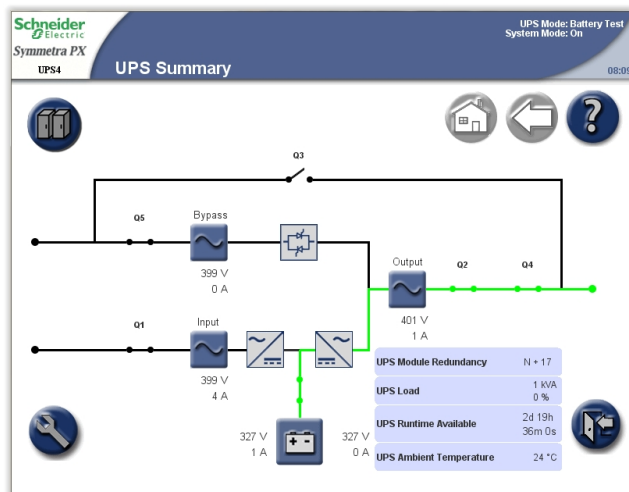 Schneider
Electric
Symmetra PX
UPS4
UPS Summary
UPS Mode: Battery Test
System Mode: On
08:09
Q3
Q5
Bypass
399 V
0 A
Output
Q2
Q4
401 V
1 A
Q1
Input
399 V
4 A
327 V
1 A
327 V
0 A
UPS Module Redundancy N + 17
UPS Load 1 kVA
0 %
UPS Runtime Available 2d 19h
36m 0s
UPS Ambient Temperature 24 °C